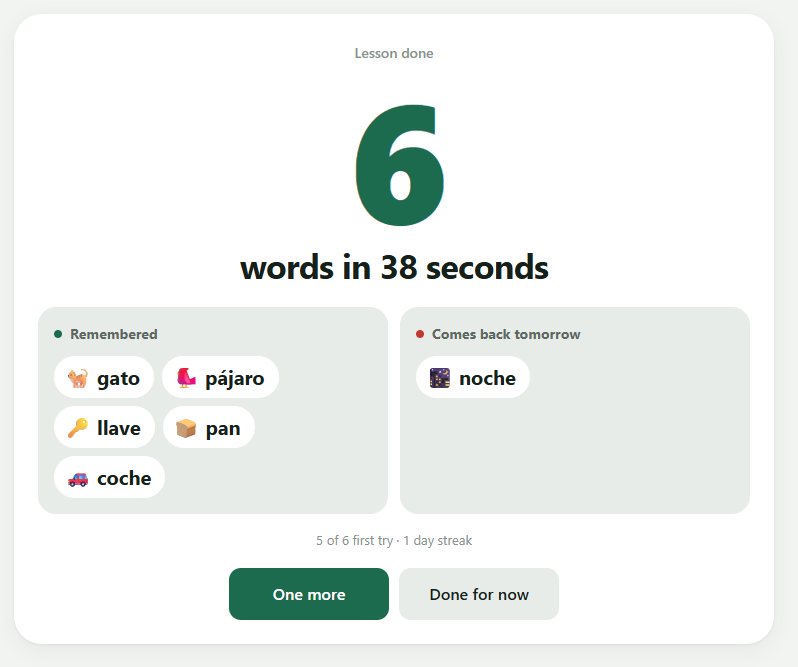 Lesson done
6
words in 38 seconds
Remembered
gato
pájaro
llave
pan
coche
Comes back tomorrow
noche
5 of 6 first try · 1 day streak
One more
Done for now